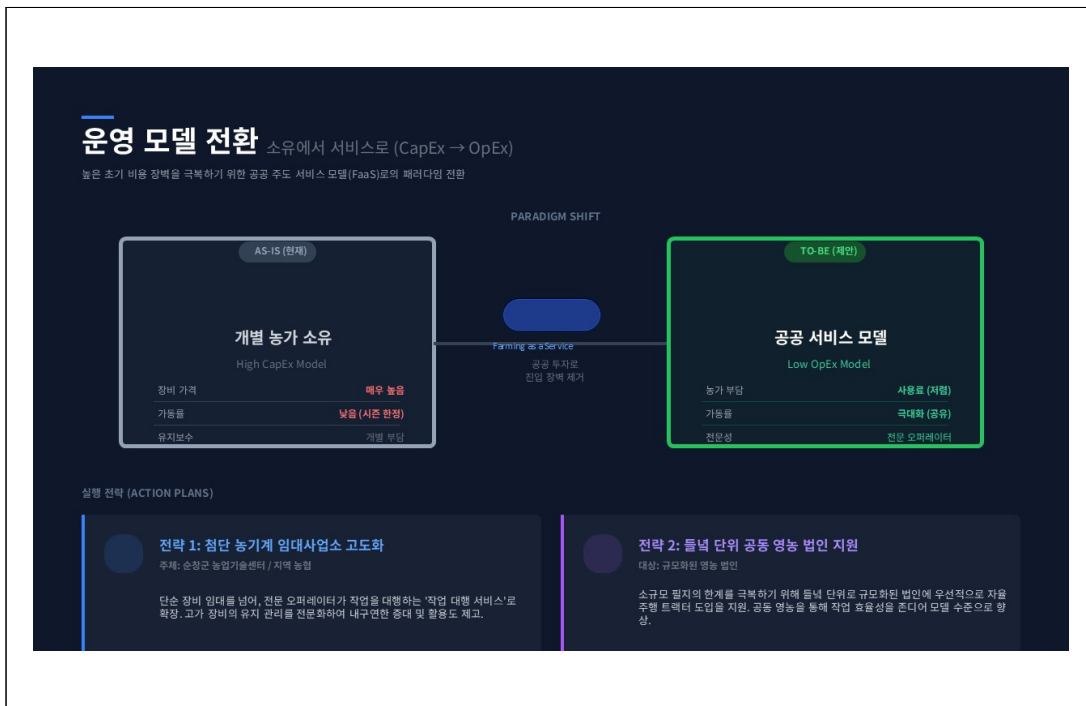 운영 모델 전환 소유에서 서비스로 (CapEx → OpEx)
높은 초기 비용 장벽을 극복하기 위한 공공 주도 서비스 모델(FaaS)로의 패러다임 전환
PARADIGM SHIFT
AS-IS (현재)
개별 농가 소유
High CapEx Model
장비 가격 매우 높음
가동률 낮음 (시즌 한정)
유지보수 개별 부담
Farming as a Service
공공 투자로
진입 장벽 제거
TO-BE (제안)
공공 서비스 모델
Low OpEx Model
농가 부담 사용료 (저렴)
가동률 극대화 (공유)
전문성 전문 오퍼레이터
실행 전략 (ACTION PLANS)
전략 1: 첨단 농기계 임대사업소 고도화
주체: 순창군 농업기술센터 / 지역 농협
단순 장비 임대를 넘어, 전문 오퍼레이터가 작업을 대행하는 '작업 대행 서비스'로
확장. 고가 장비의 유지 관리를 전문화하여 내구연한 증대 및 활용도 제고.
전략 2: 들녘 단위 공동 영농 법인 지원
대상: 규모화된 영농 법인
소규모 필지의 한계를 극복하기 위해 들녘 단위로 규모화된 법인에 우선적으로 자율
주행 트랙터 도입을 지원. 공동 영농을 통해 작업 효율성을 존디어 모델 수준으로 향
상.